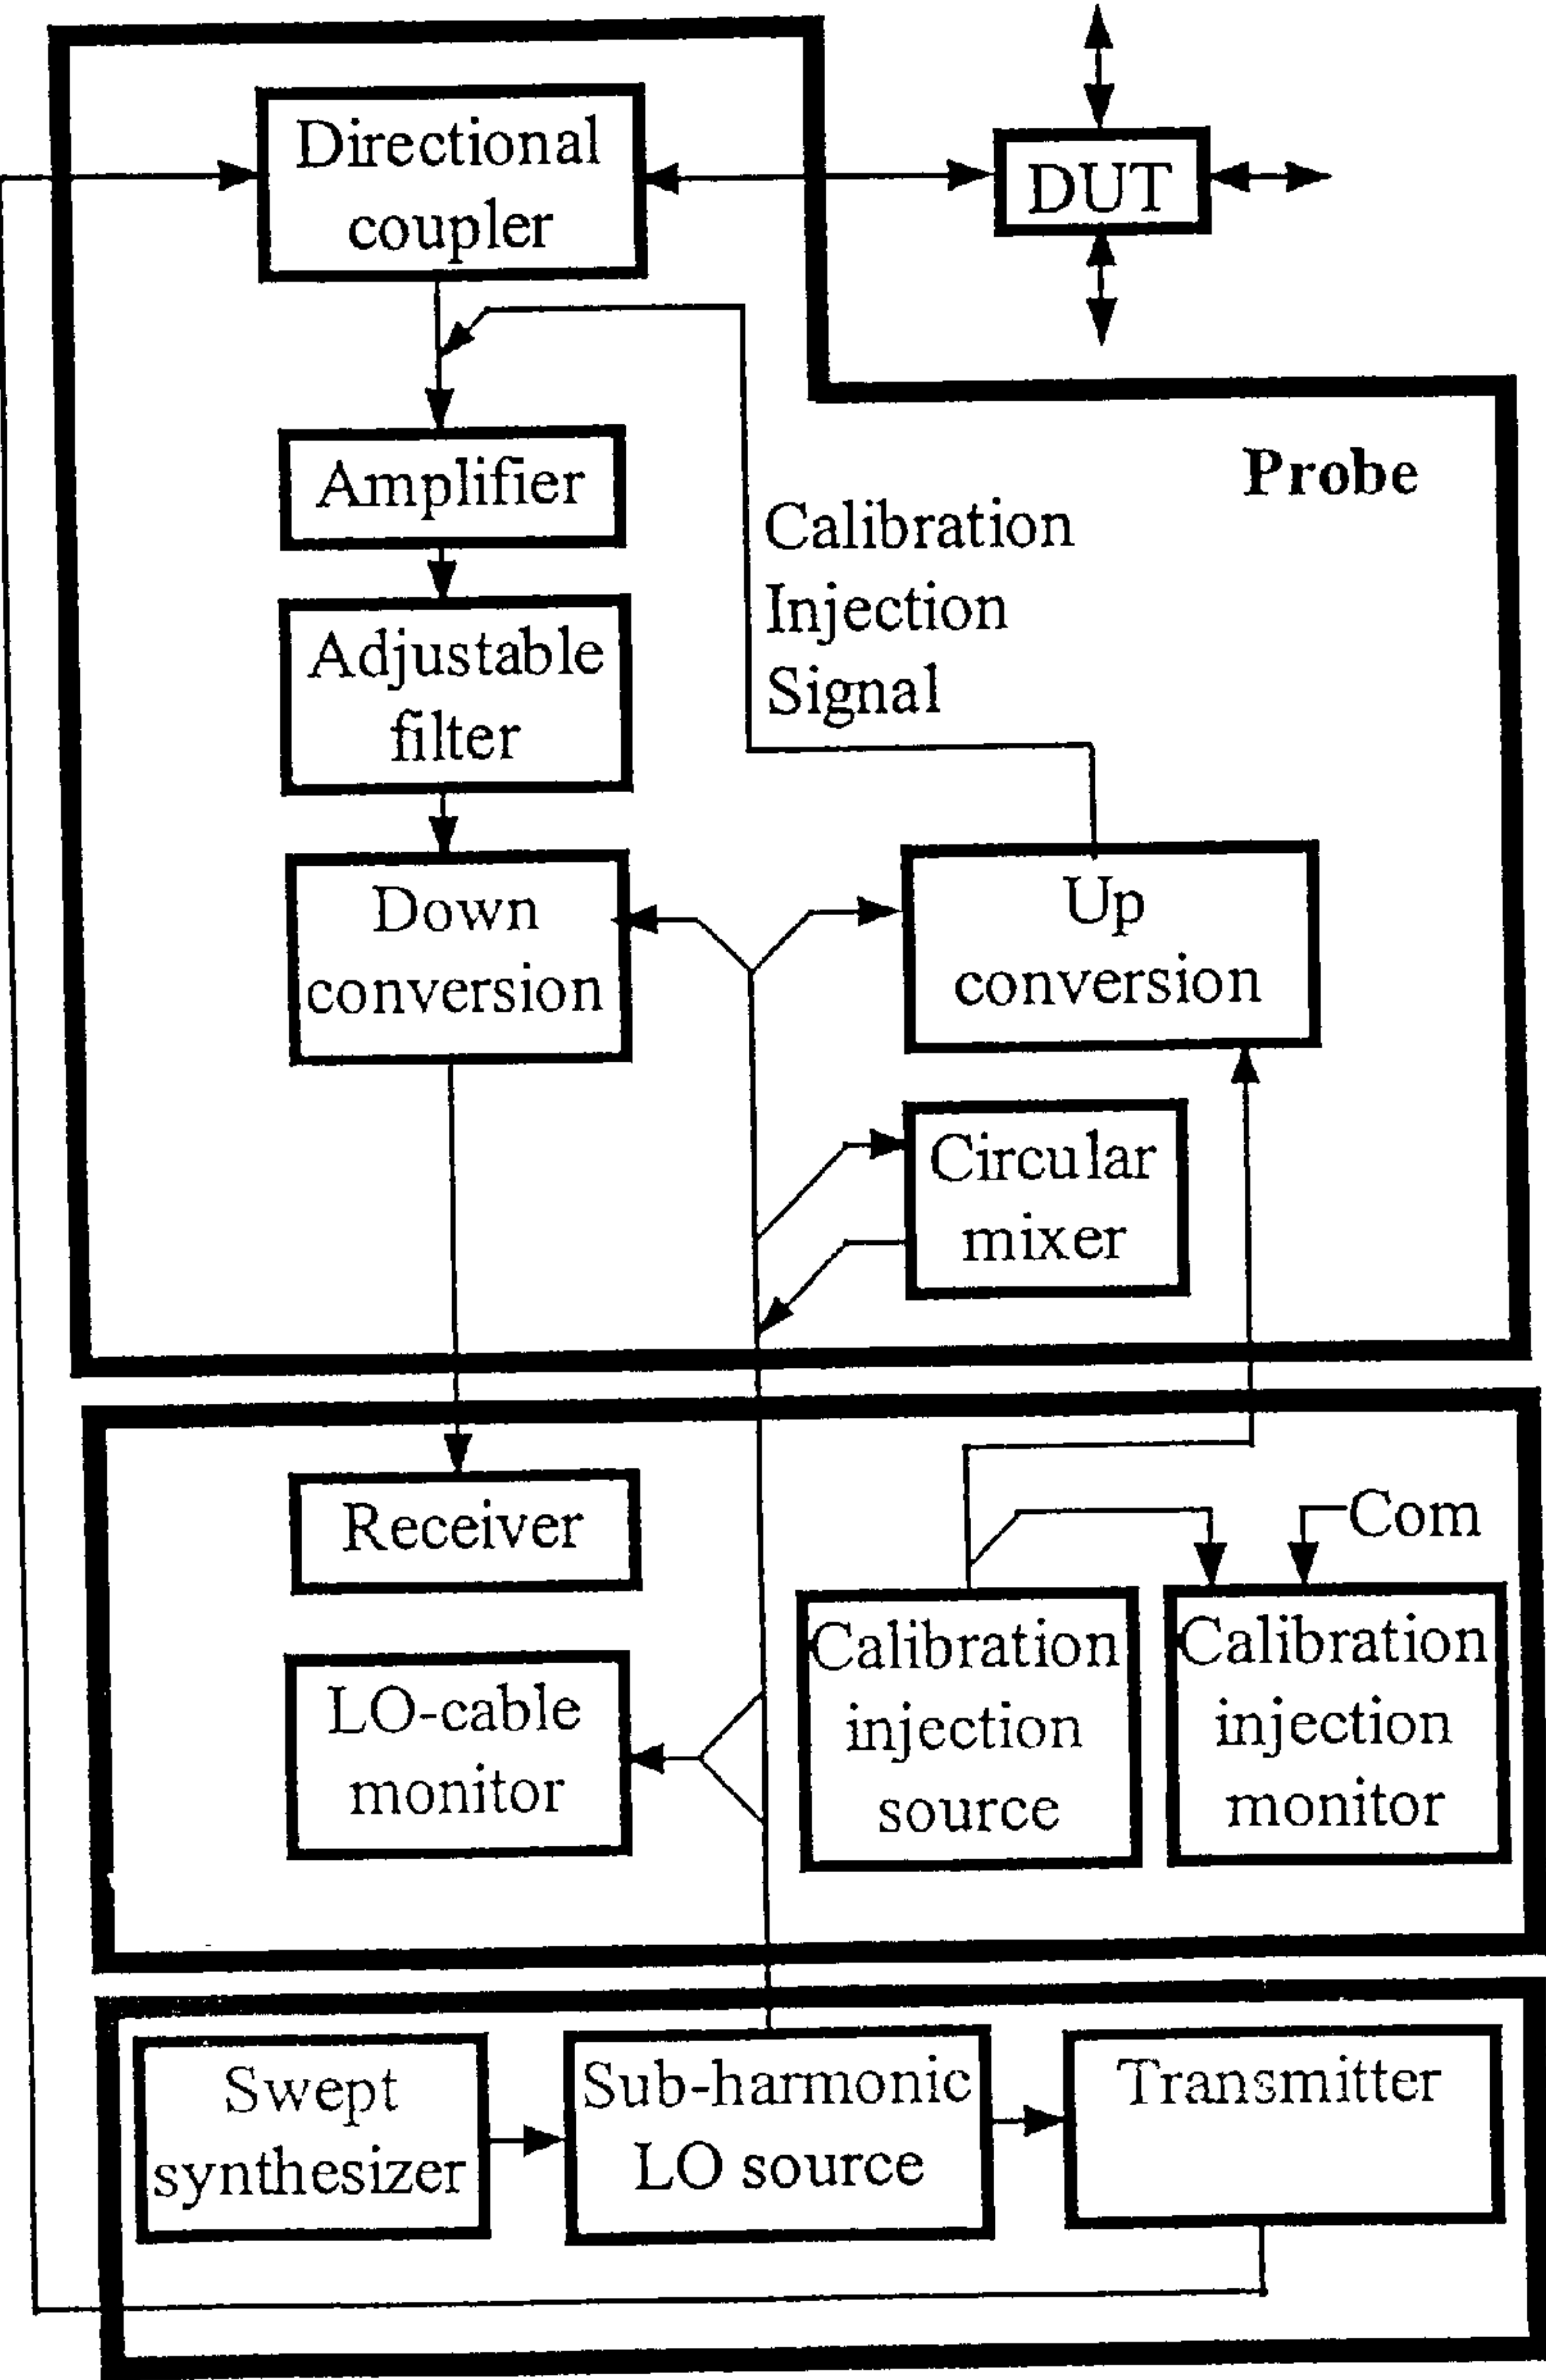 Directional
coupler
DUT
Amplifier
Probe
Calibration
Injection
Signal
Adjustable
filter
Down
conversion
Up
conversion
Circular
mixer
Receiver
Com
LO-cable
monitor
Calibration
injection
source
Calibration
injection
monitor
Swept
synthesizer
Sub-harmonic
LO source
Transmitter